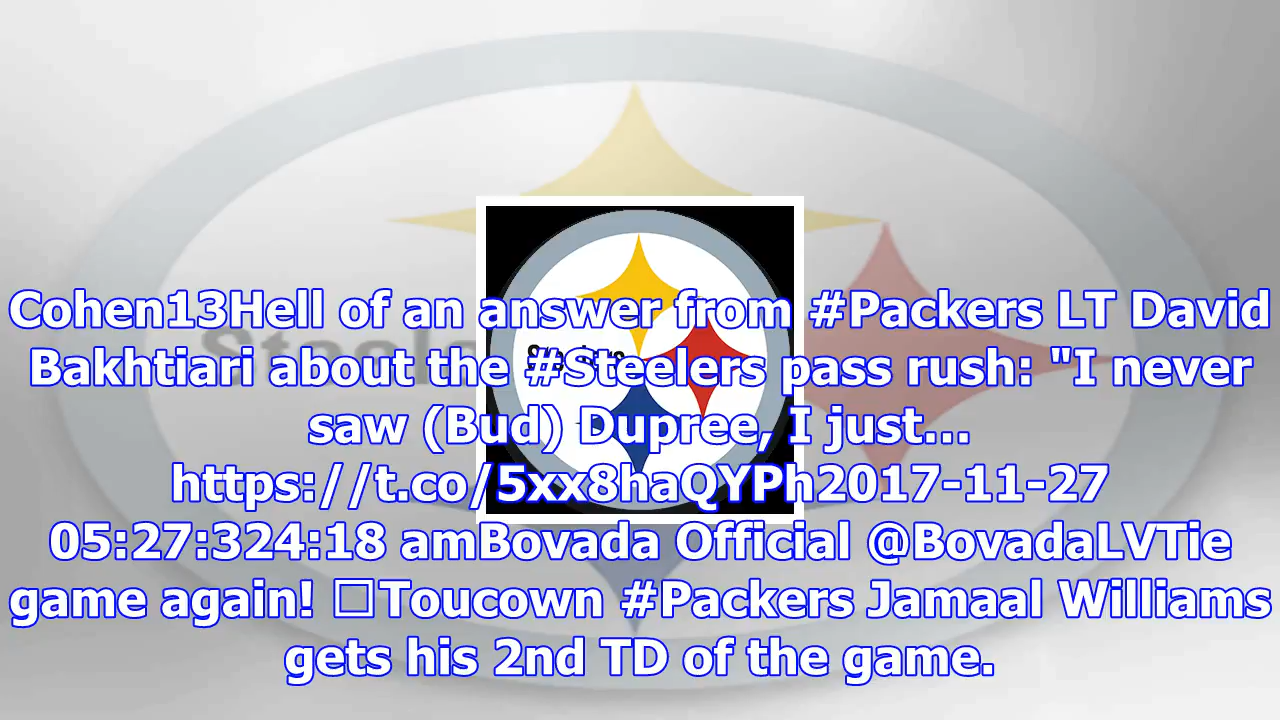 Cohen13Hell of an answer from #Packers LT David
Bakhtiari about the #Steelers pass rush: "I never
saw (Bud) Dupree, I just...
https://t.co/5xx8haQYPh2017-11-27
05:27:324:18 amBovada Official @BovadaLVTie
game again! □Toucown #Packers Jamaal Williams
gets his 2nd TD of the game.
Steelers